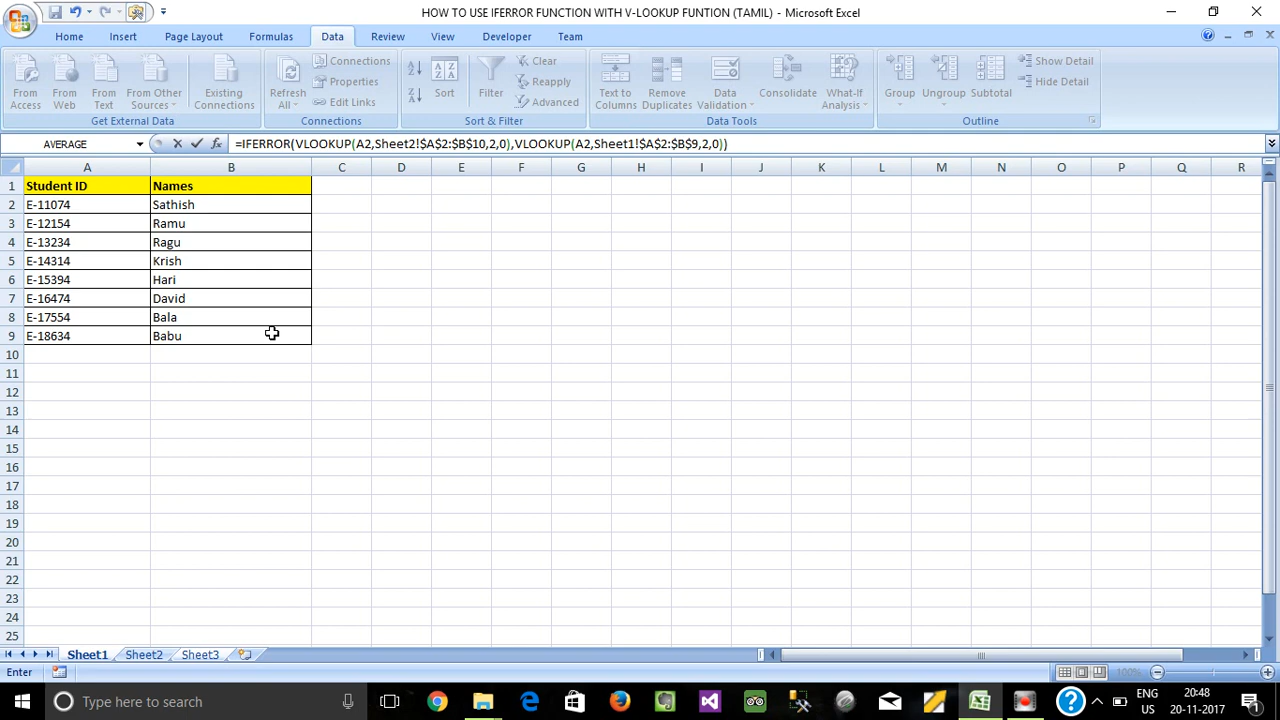 HOW TO USE IFERROR FUNCTION WITH V-LOOKUP FUNTION (TAMIL) - Microsoft Excel
Home Insert Page Layout Formulas Data Review View Developer Team
From Access
From Web
From Text
From Other Sources
Existing Connections
Get External Data
Refresh All
Connections
Properties
Edit Links
Connections
Sort
Filter
Clear
Reapply
Advanced
Sort & Filter
Text to Columns
Remove Duplicates
Data Validation
Consolidate
What-If Analysis
Data Tools
Group
Ungroup
Subtotal
Show Detail
Hide Detail
Outline
AVERAGE =IFERROR(VLOOKUP(A2,Sheet2!$A$2:$B$10,2,0),VLOOKUP(A2,Sheet1!$A$2:$B$9,2,0))
A B C D E F G H I J K L M N O P Q R
1 Student ID Names
2 E-11074 Sathish
3 E-12154 Ramu
4 E-13234 Ragu
5 E-14314 Krish
6 E-15394 Hari
7 E-16474 David
8 E-17554 Bala
9 E-18634 Babu
10
11
12
13
14
15
16
17
18
19
20
21
22
23
24
25
Sheet1 Sheet2 Sheet3
Enter 100%
Type here to search
ENG 20:48
US 20-11-2017